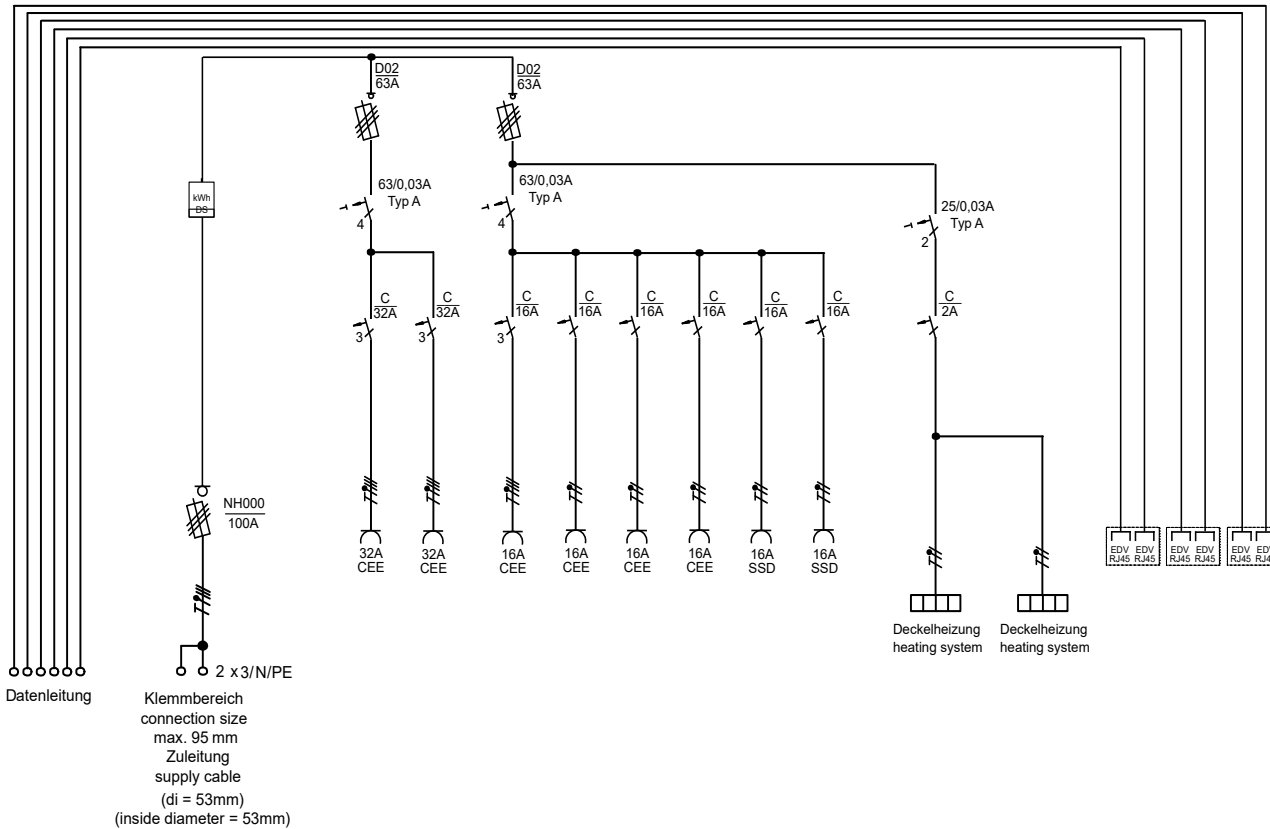 D02
63A
D02
63A
kWh
DS
63/0,03A
Typ A
4
63/0,03A
Typ A
4
25/0,03A
Typ A
2
C
32A
3
C
32A
3
C
16A
3
C
16A
C
16A
C
16A
C
16A
C
16A
C
2A
NH000
100A
32A
CEE
32A
CEE
16A
CEE
16A
CEE
16A
CEE
16A
CEE
16A
SSD
16A
SSD
EDV
RJ45
EDV
RJ45
EDV
RJ45
EDV
RJ45
EDV
RJ45
EDV
RJ4
Deckelheizung
heating system
Deckelheizung
heating system
Datenleitung
2 x 3/N/PE
Klemmbereich
connection size
max. 95 mm
Zuleitung
supply cable
(di = 53mm)
(inside diameter = 53mm)